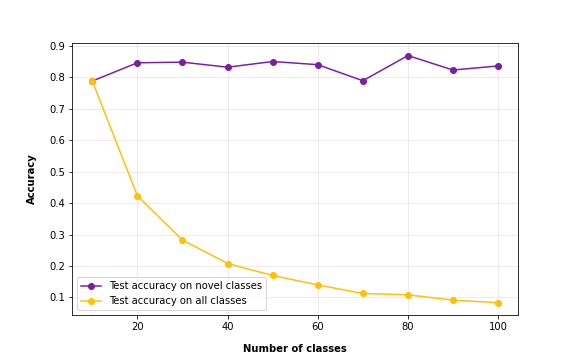 0.9
0.8
0.7
0.6
0.5
0.4
0.3
0.2
0.1
Accuracy
Test accuracy on novel classes
Test accuracy on all classes
20 40 60 80 100
Number of classes